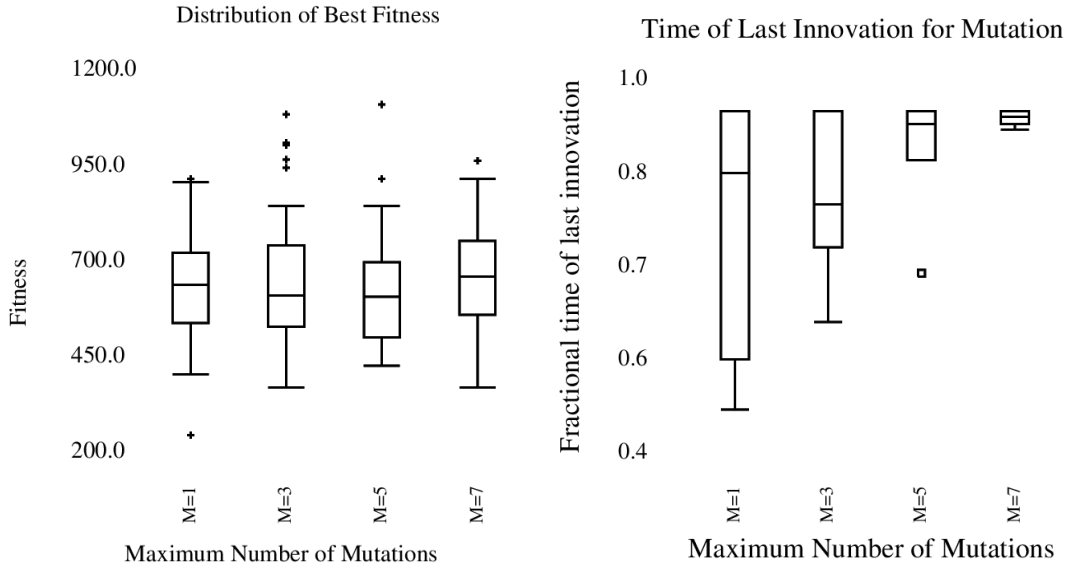 Distribution of Best Fitness
1200.0
950.0
700.0
450.0
200.0
Fitness
M=1
M=3
M=5
M=7
Maximum Number of Mutations
Time of Last Innovation for Mutation
1.0
0.8
0.7
0.6
0.4
Fractional time of last innovation
M=1
M=3
M=5
M=7
Maximum Number of Mutations